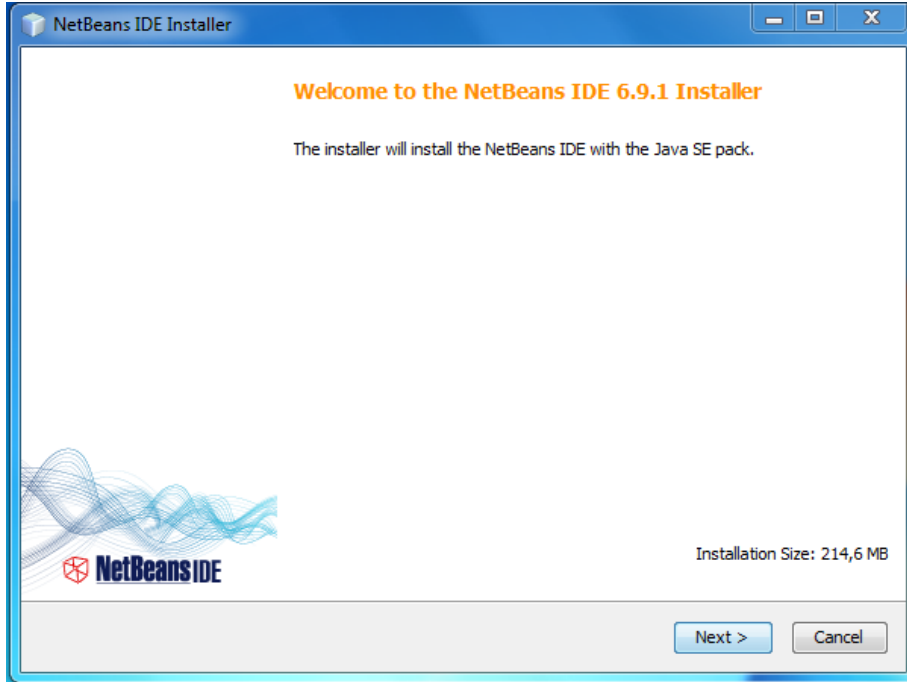 NetBeans IDE Installer
Welcome to the NetBeans IDE 6.9.1 Installer
The installer will install the NetBeans IDE with the Java SE pack.
Installation Size: 214,6 MB
NetBeans IDE
Next >
Cancel